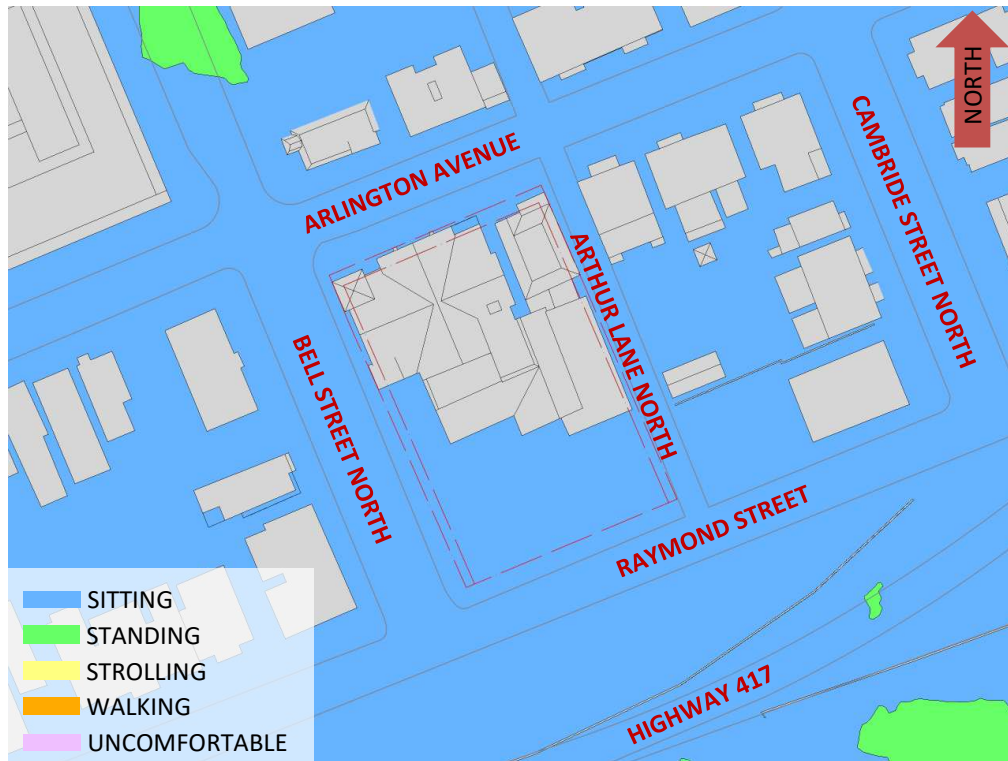 NORTH
ARLINGTON AVENUE
CAMBRIDE STREET NORTH
ARTHUR LANE NORTH
BELL STREET NORTH
RAYMOND STREET
HIGHWAY 417
SITTING
STANDING
STROLLING
WALKING
UNCOMFORTABLE